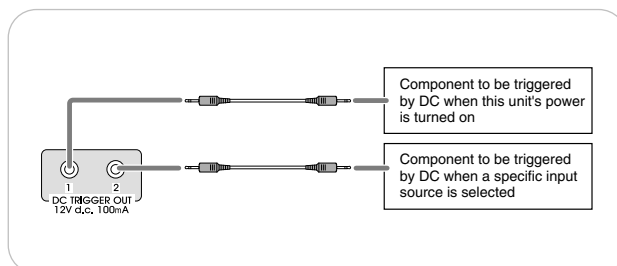 Component to be triggered
by DC when this unit's power
is turned on
Component to be triggered
by DC when a specific input
source is selected
1 2
DC TRIGGER OUT
12V d.c. 100mA